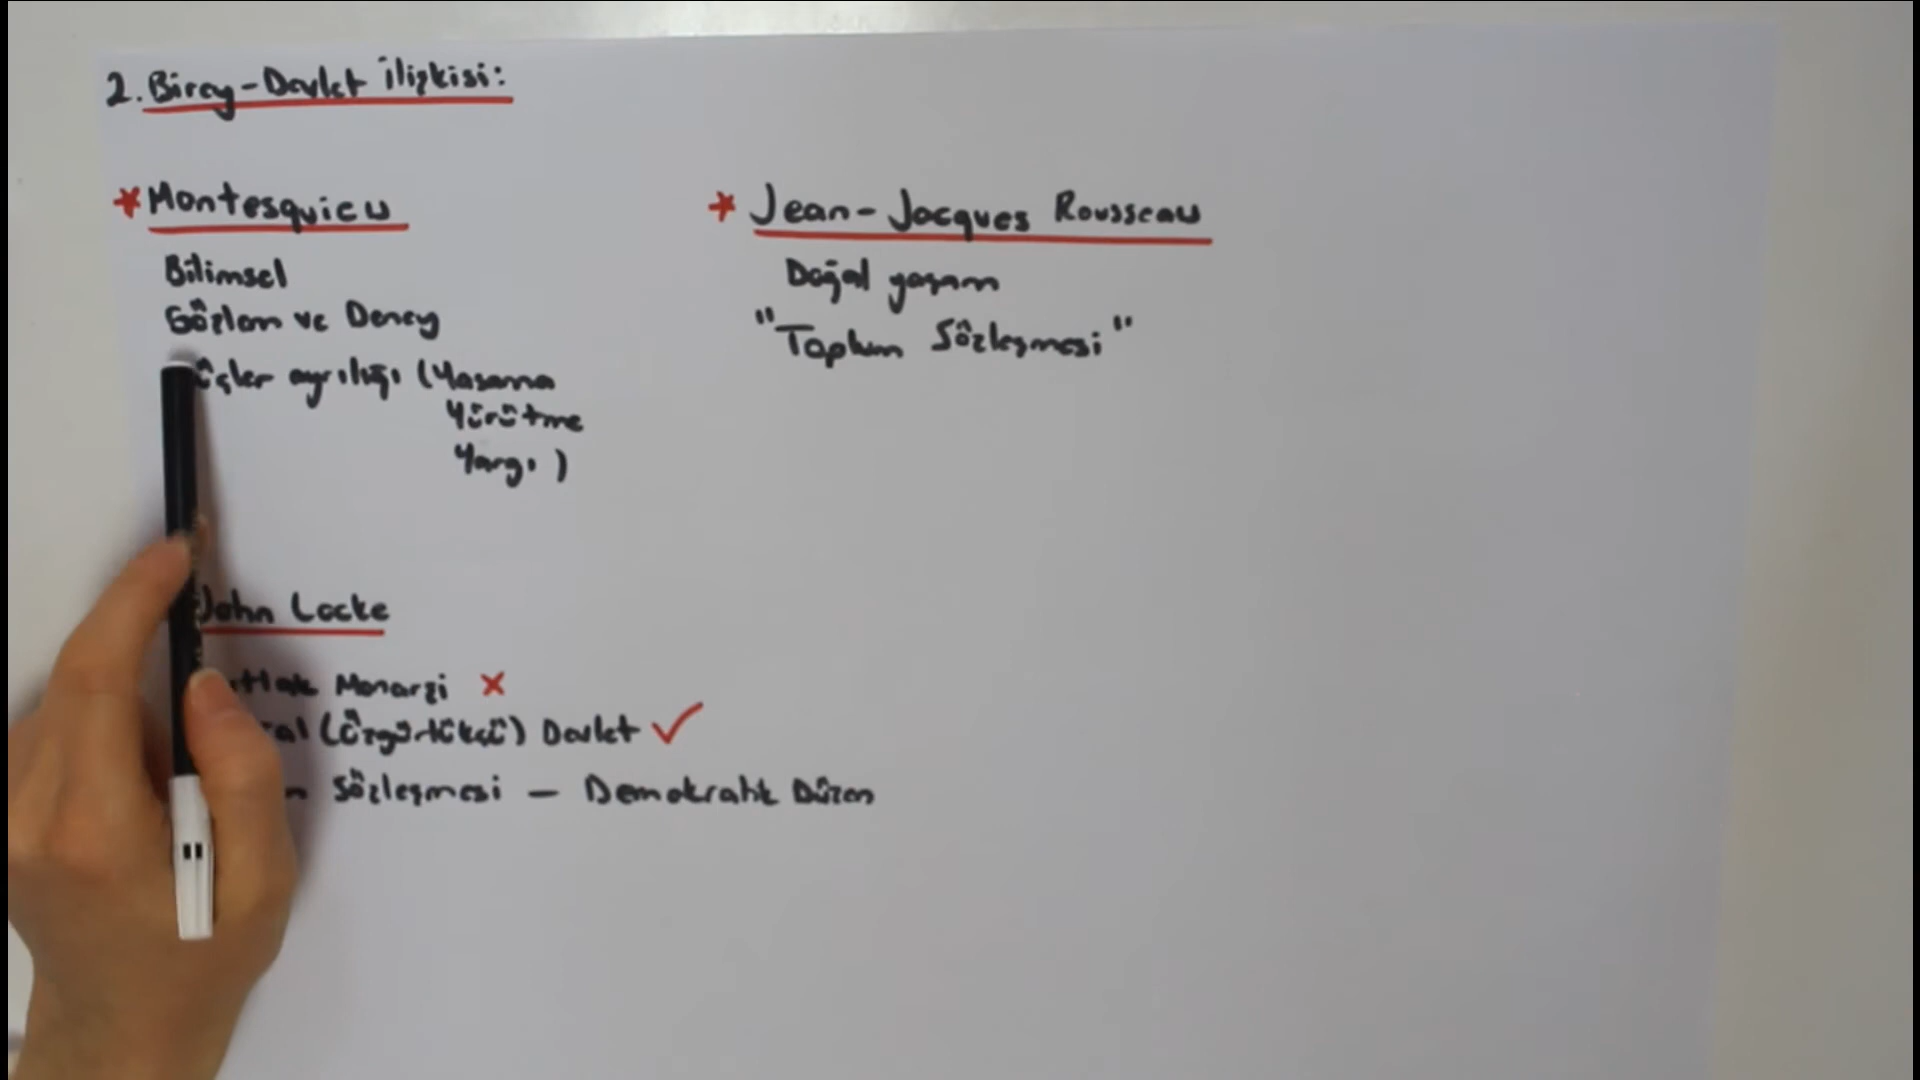 2. Birey-Devlet İlişkisi:
* Montesquieu
Bilimsel
Gözlem ve Deney
ayrılığı (Yasama
Yürütme
Yargı)
John Locke
Monarşi ×
(Özgürlükçü) Devlet ✓
Sözleşmesi - Demokratik Düzen
* Jean-Jacques Rousseau
Doğal yaşam
"Toplum Sözleşmesi"